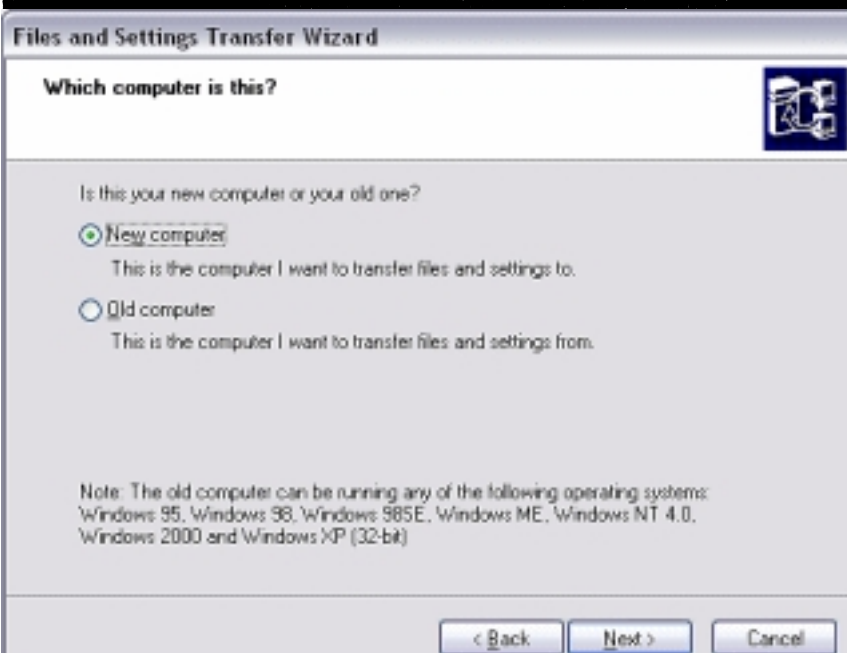 Files and Settings Transfer Wizard
Which computer is this?
Is this your new computer or your old one?
New computer
This is the computer I want to transfer files and settings to.
Old computer
This is the computer I want to transfer files and settings from.
Note: The old computer can be running any of the following operating systems:
Windows 95, Windows 98, Windows 98SE, Windows ME, Windows NT 4.0,
Windows 2000 and Windows XP (32-bit)
< Back Next > Cancel